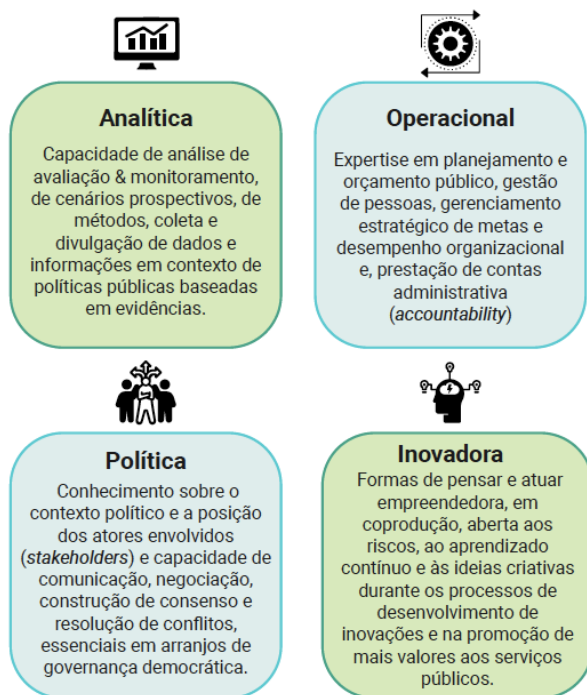 Analítica
Capacidade de análise de
avaliação & monitoramento,
de cenários prospectivos, de
métodos, coleta e
divulgação de dados e
informações em contexto de
políticas públicas baseadas
em evidências.
Operacional
Expertise em planejamento e
orçamento público, gestão
de pessoas, gerenciamento
estratégico de metas e
desempenho organizacional
e, prestação de contas
administrativa
(accountability)
Política
Conhecimento sobre o
contexto político e a posição
dos atores envolvidos
(stakeholders) e capacidade de
comunicação, negociação,
construção de consenso e
resolução de conflitos,
essenciais em arranjos de
governança democrática.
Inovadora
Formas de pensar e atuar
empreendedora, em
coprodução, aberta aos
riscos, ao aprendizado
contínuo e às ideias criativas
durante os processos de
desenvolvimento de
inovações e na promoção de
mais valores aos serviços
públicos.